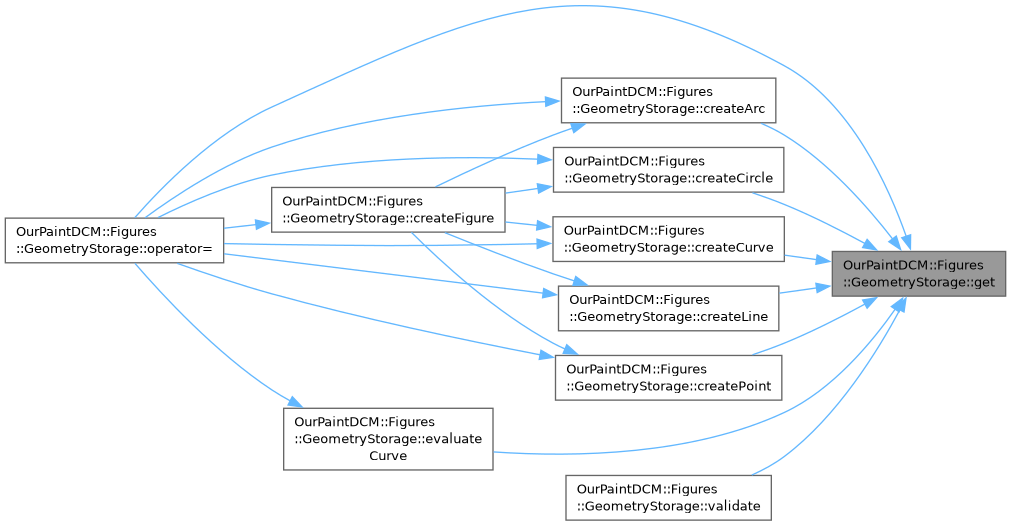 OurPaintDCM::Figures
::GeometryStorage::createArc
OurPaintDCM::Figures
::GeometryStorage::createCircle
OurPaintDCM::Figures
::GeometryStorage::createFigure
OurPaintDCM::Figures
::GeometryStorage::operator=
OurPaintDCM::Figures
::GeometryStorage::createCurve
OurPaintDCM::Figures
::GeometryStorage::get
OurPaintDCM::Figures
::GeometryStorage::createLine
OurPaintDCM::Figures
::GeometryStorage::createPoint
OurPaintDCM::Figures
::GeometryStorage::evaluate
Curve
OurPaintDCM::Figures
::GeometryStorage::validate